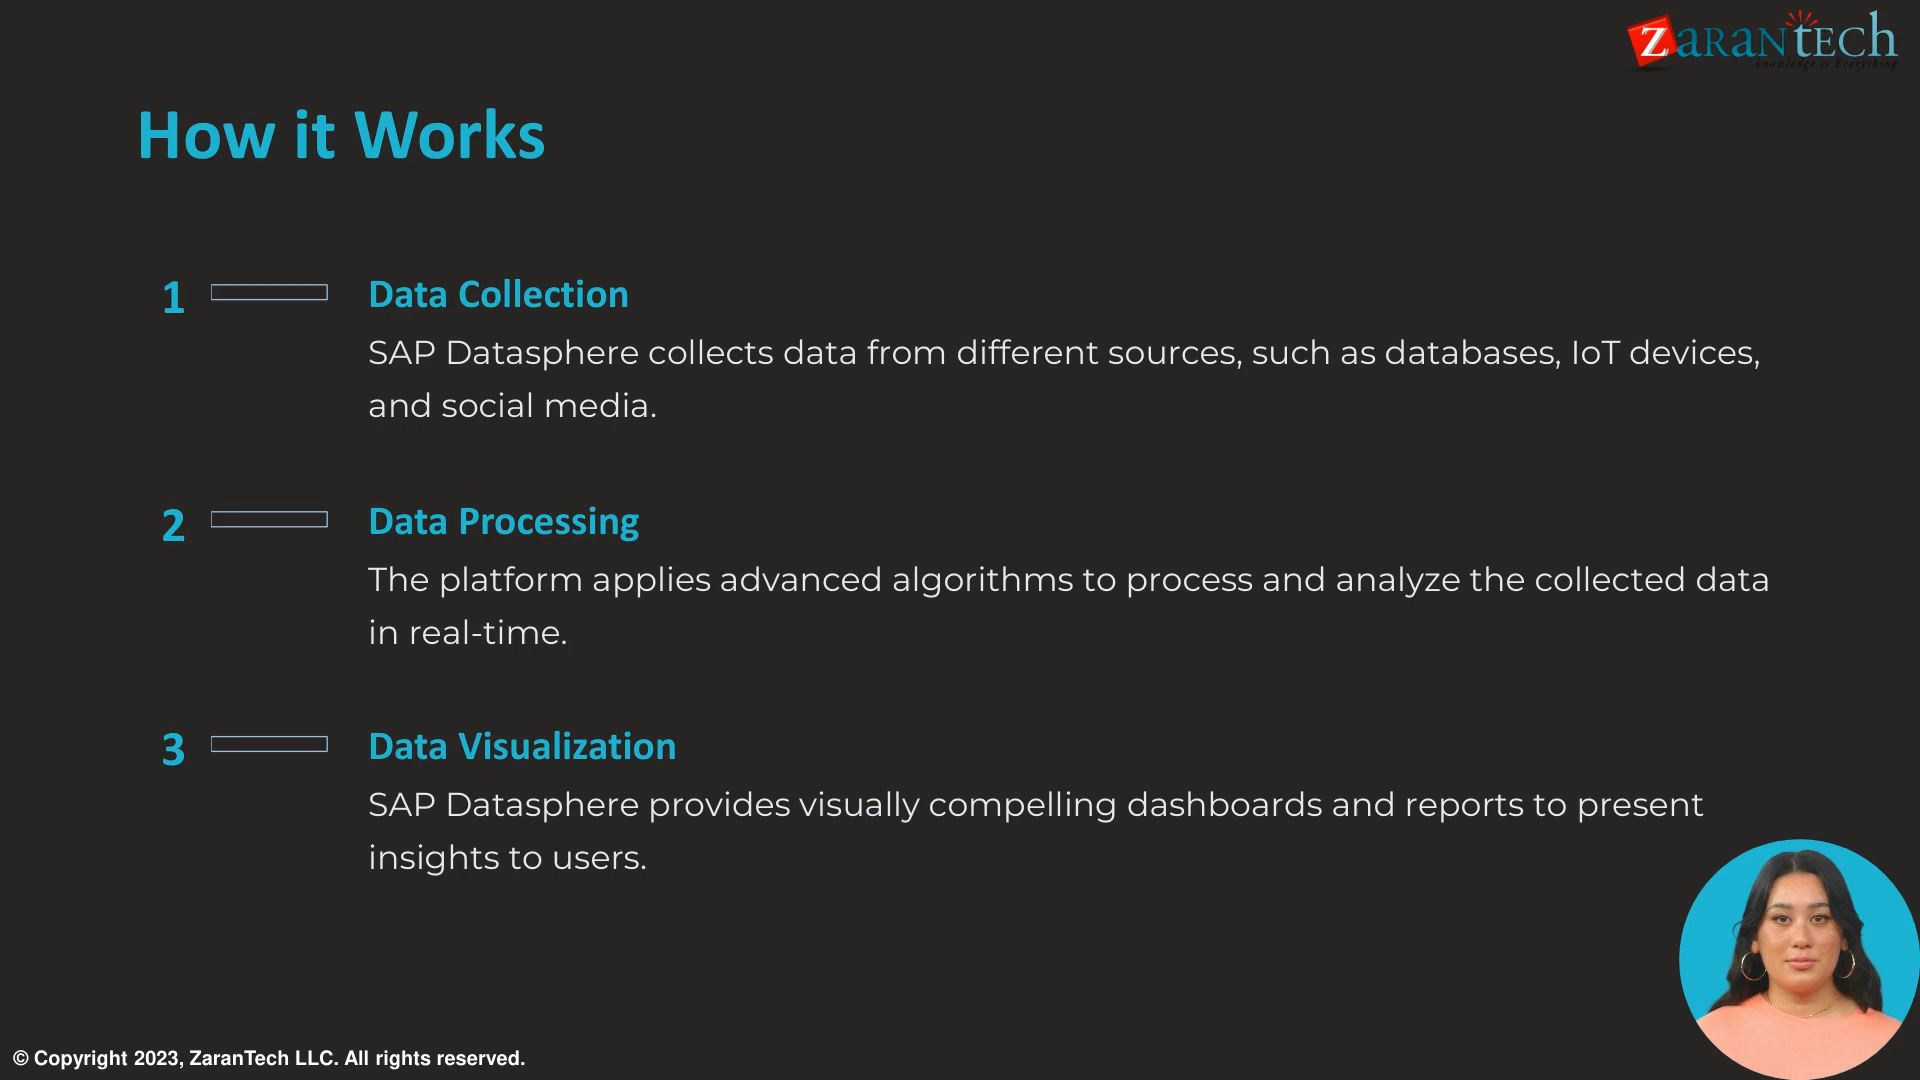 ZaranTech
knowledge is Everything
How it Works
1
Data Collection
SAP Datasphere collects data from different sources, such as databases, IoT devices,
and social media.
2
Data Processing
The platform applies advanced algorithms to process and analyze the collected data
in real-time.
3
Data Visualization
SAP Datasphere provides visually compelling dashboards and reports to present
insights to users.
© Copyright 2023, ZaranTech LLC. All rights reserved.